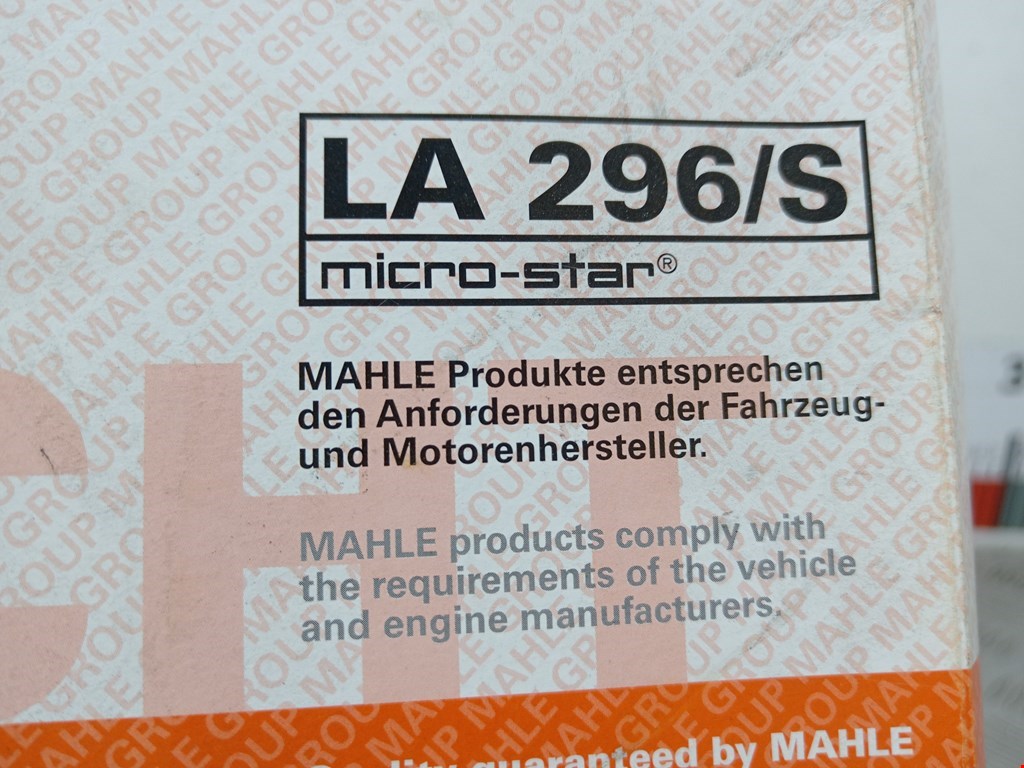 LA 296/S
micro-star®
MAHLE Produkte entsprechen
den Anforderungen der Fahrzeug-
und Motorenhersteller.
MAHLE products comply with
the requirements of the vehicle
and engine manufacturers.
Quality guaranteed by MAHLE